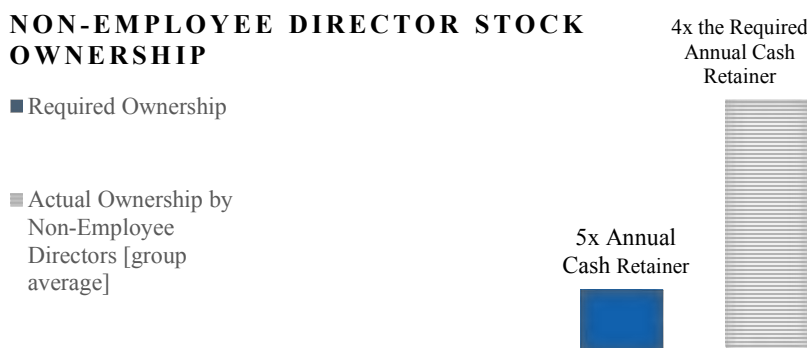 NON-EMPLOYEE DIRECTOR STOCK
OWNERSHIP
Required Ownership
Actual Ownership by
Non-Employee
Directors [group
average]
4x the Required
Annual Cash
Retainer
5x Annual
Cash Retainer